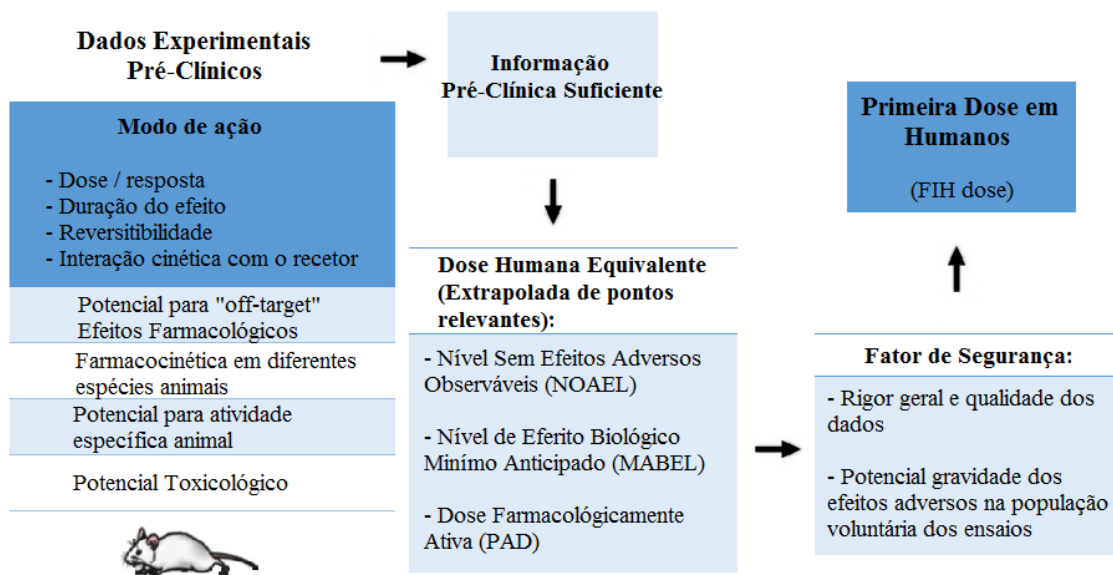 Dados Experimentais
Pré-Clínicos
Modo de ação
- Dose / resposta
- Duração do efeito
- Reversitibilidade
- Interação cinética com o recetor
Potencial para "off-target"
Efeitos Farmacológicos
Farmacocinética em diferentes
espécies animais
Potencial para atividade
específica animal
Potencial Toxicológico
Informação
Pré-Clínica Suficiente
Dose Humana Equivalente
(Extrapolada de pontos
relevantes):
- Nível Sem Efeitos Adversos
Observáveis (NOAEL)
- Nível de Eferito Biológico
Minímo Anticipado (MABEL)
- Dose Farmacológicamente
Ativa (PAD)
Fator de Segurança:
- Rigor geral e qualidade dos
dados
- Potencial gravidade dos
efeitos adversos na população
voluntária dos ensaios
Primeira Dose em
Humanos
(FIH dose)